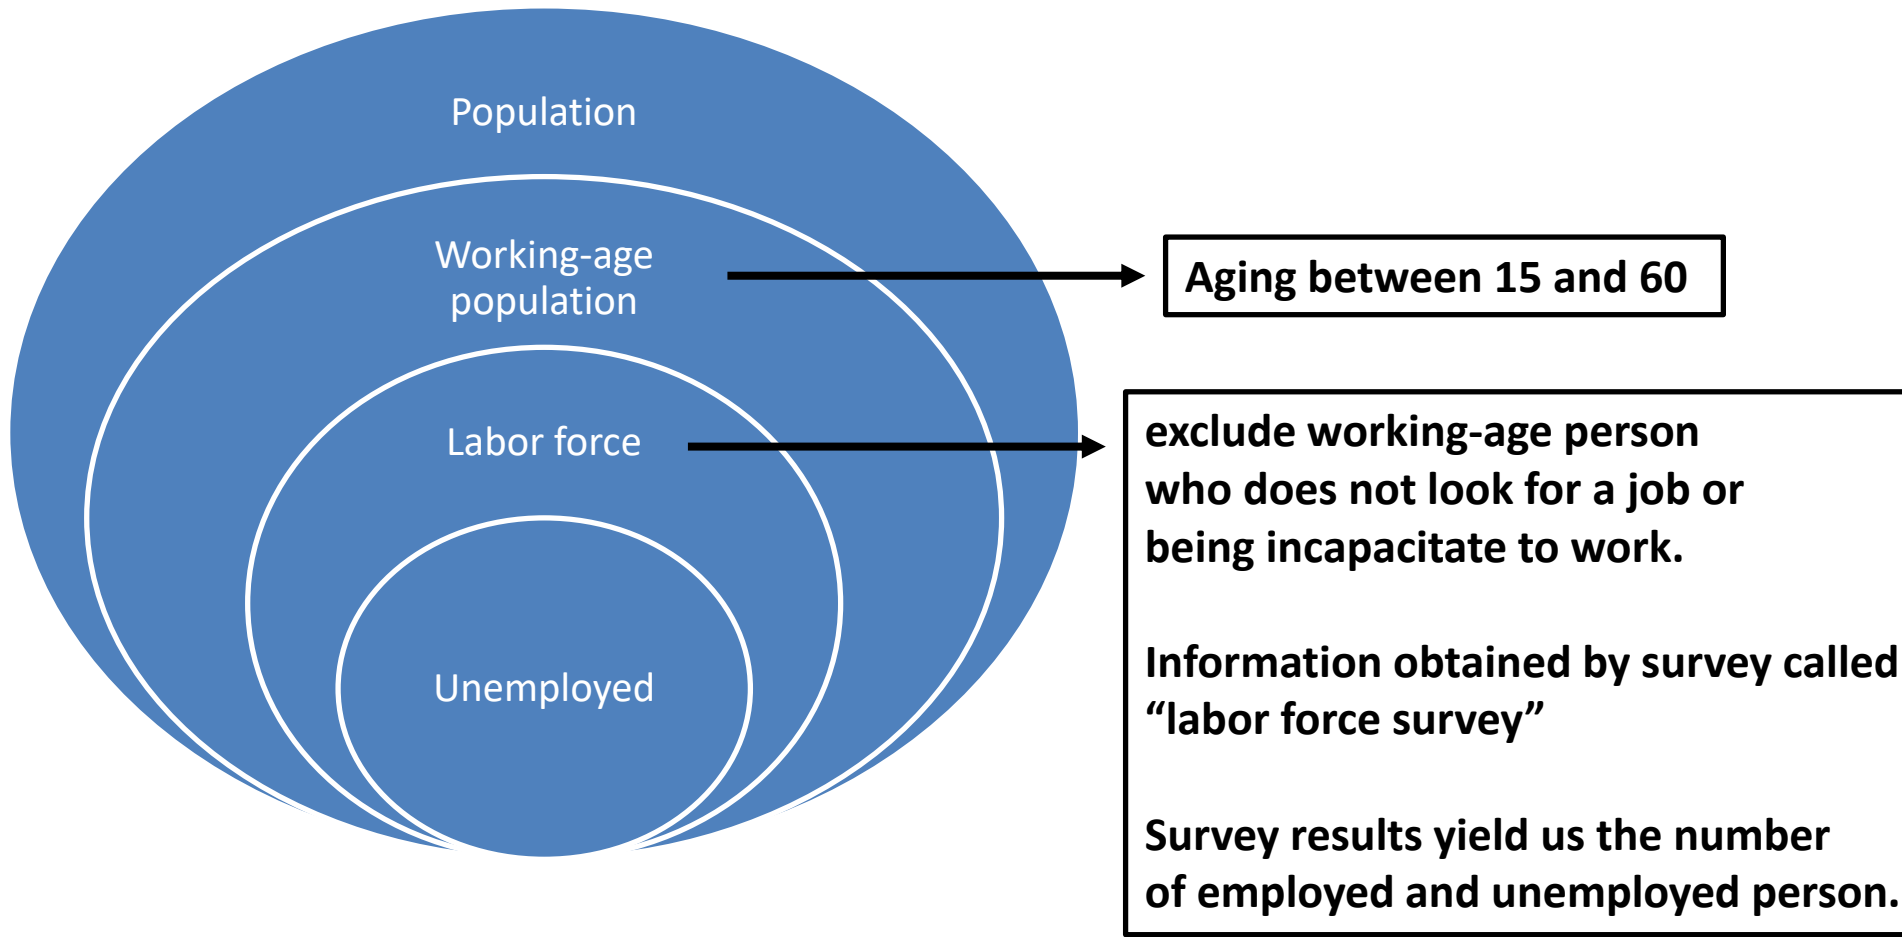 Population
Working-age
population
Labor force
Unemployed
Aging between 15 and 60
exclude working-age person
who does not look for a job or
being incapacitate to work.
Information obtained by survey called
“labor force survey”
Survey results yield us the number
of employed and unemployed person.